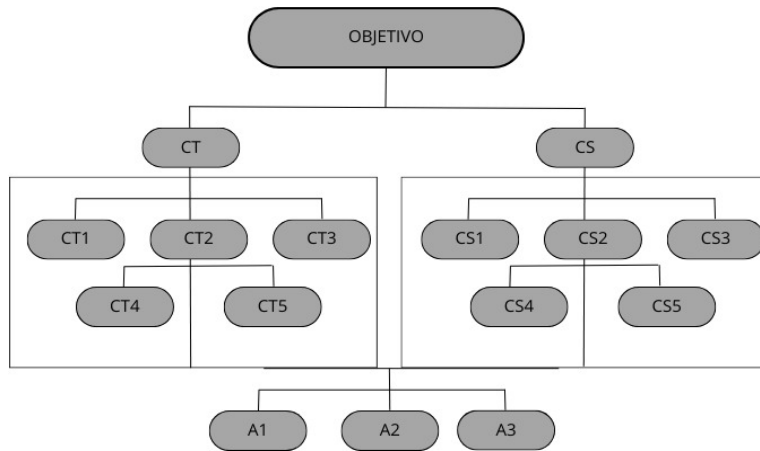 OBJETIVO
CT
CS
CT1
CT2
CT3
CS1
CS2
CS3
CT4
CT5
CS4
CS5
A1
A2
A3